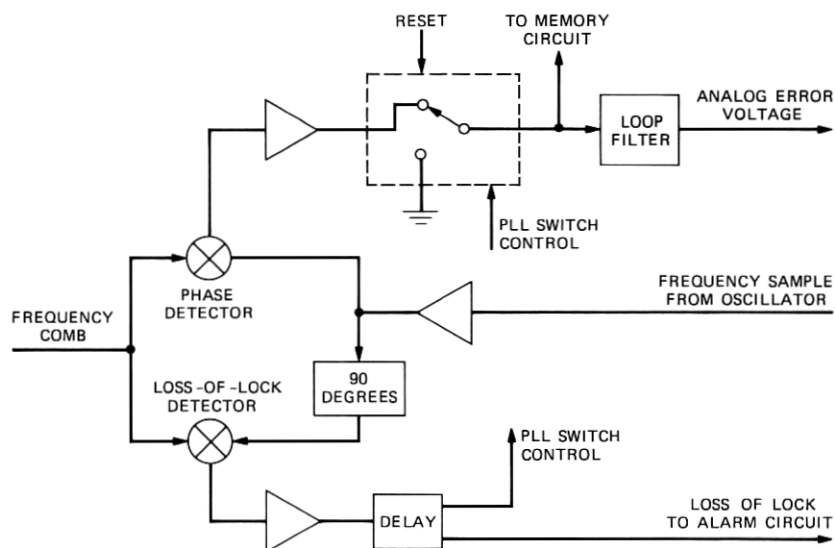 RESET
TO MEMORY
CIRCUIT
ANALOG ERROR
VOLTAGE
LOOP
FILTER
PLL SWITCH
CONTROL
PHASE
DETECTOR
FREQUENCY SAMPLE
FROM OSCILLATOR
FREQUENCY
COMB
90
DEGREES
LOSS-OF-LOCK
DETECTOR
PLL SWITCH
CONTROL
DELAY
LOSS OF LOCK
TO ALARM CIRCUIT